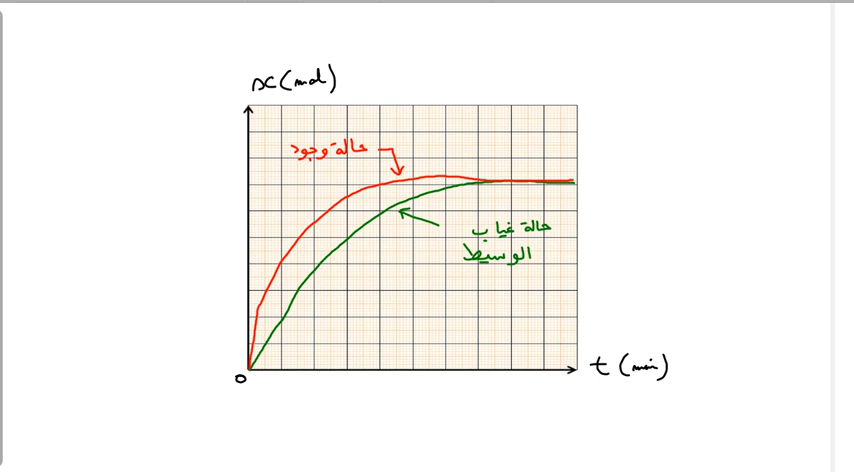 x(mol)
حالة وجود
حالة غياب
الوسيط
t (min)
0